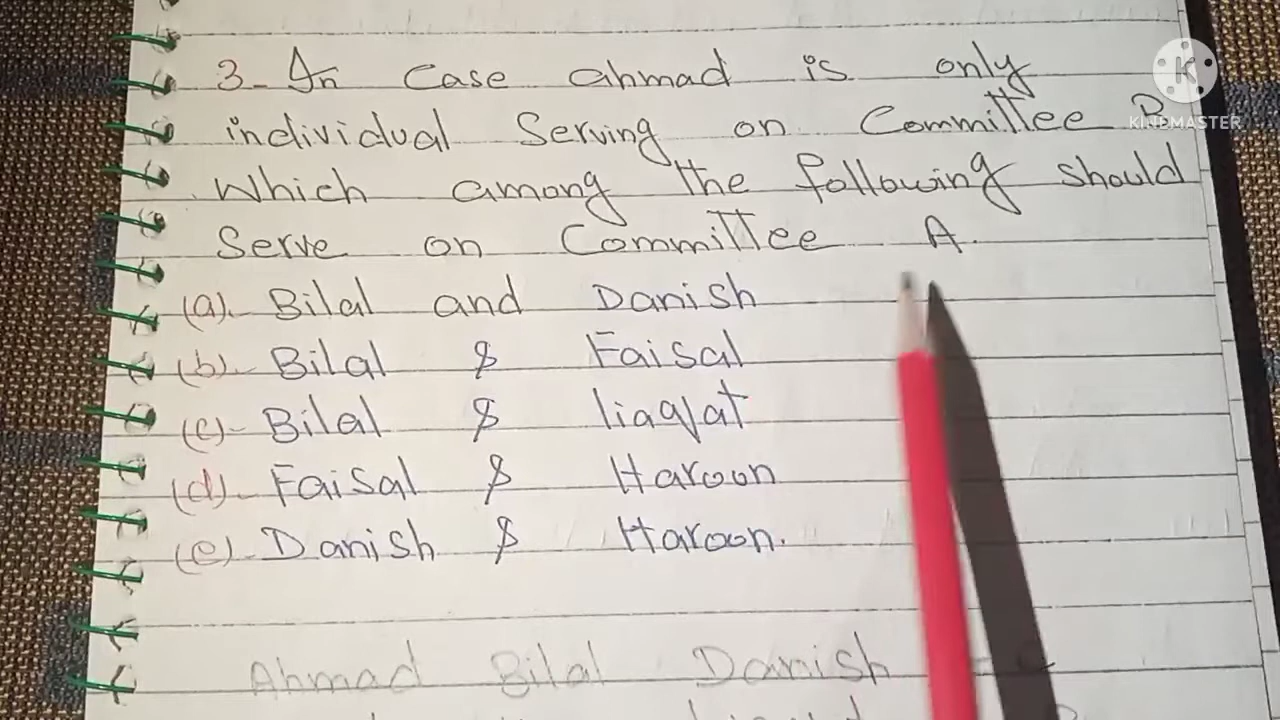 3- In case ahmad is only
individual Serving on Committee B
Which among the following should
Serve on Committee A.
(a)- Bilal and Danish
(b)- Bilal & Faisal
(c)- Bilal & liaqat
(d)- Faisal & Haroon
(e)- Danish & Haroon.
Ahmad Bilal Danish
K
KINEMASTER